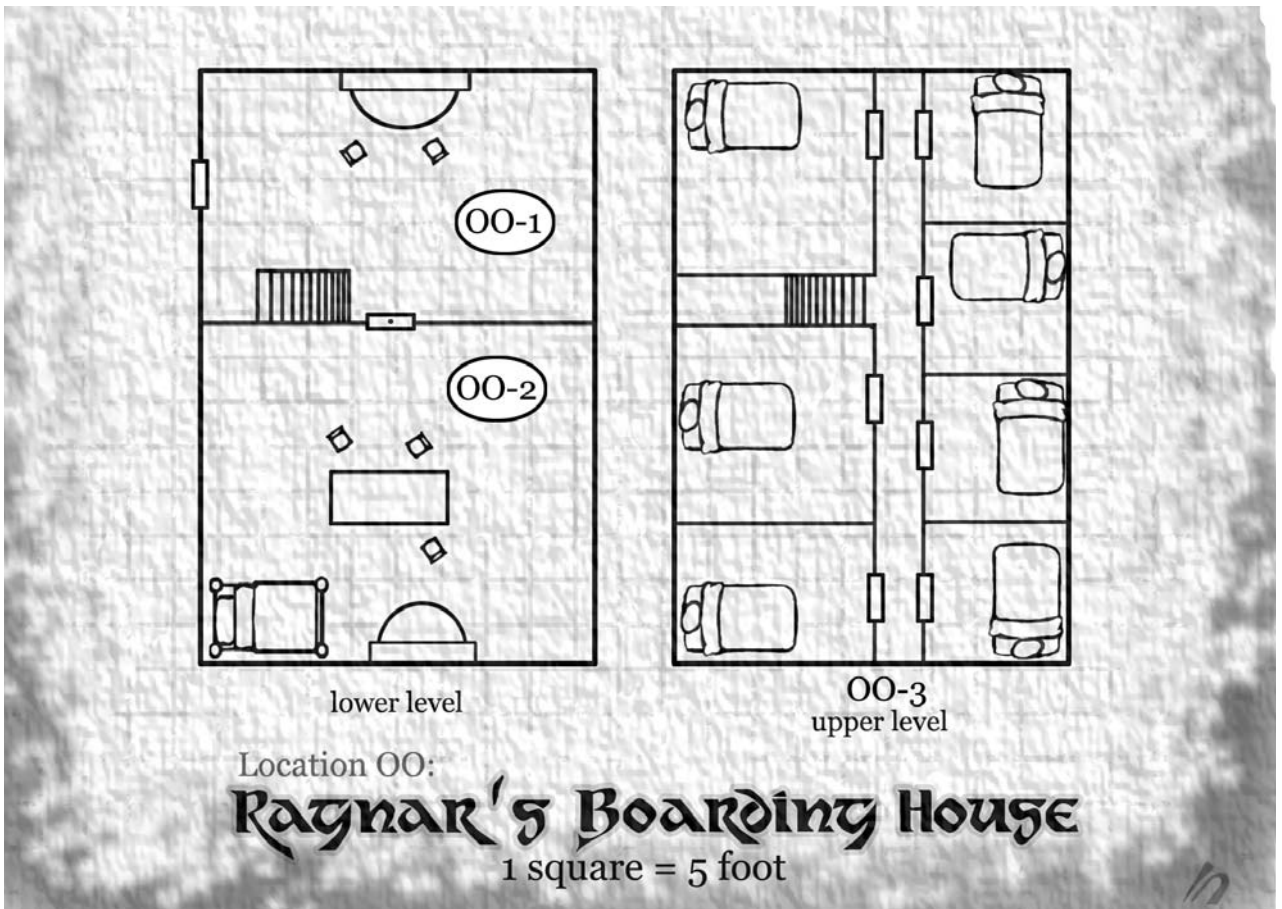 OO-1
OO-2
lower level
OO-3
upper level
Location OO:
Ragnar's Boarding House
1 square = 5 foot